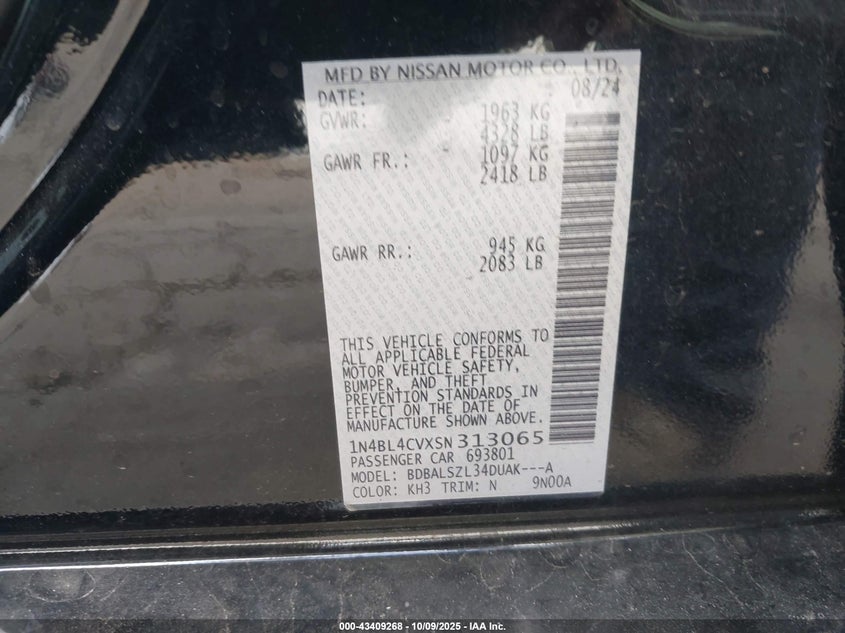 MFD BY NISSAN MOTOR CO., LTD.
DATE: 08/24
GVWR: 1963 KG
4328 LB
GAWR FR.: 1097 KG
2418 LB
GAWR RR.: 945 KG
2083 LB
THIS VEHICLE CONFORMS TO
ALL APPLICABLE FEDERAL
MOTOR VEHICLE SAFETY,
BUMPER, AND THEFT
PREVENTION STANDARDS IN
EFFECT ON THE DATE OF
MANUFACTURE SHOWN ABOVE.
1N4BL4CVXSN313065
PASSENGER CAR 693801
MODEL: BDBALSZL34DUAK---A
COLOR: KH3 TRIM: N 9N00A
000-43409268 - 10/09/2025 - IAA Inc.